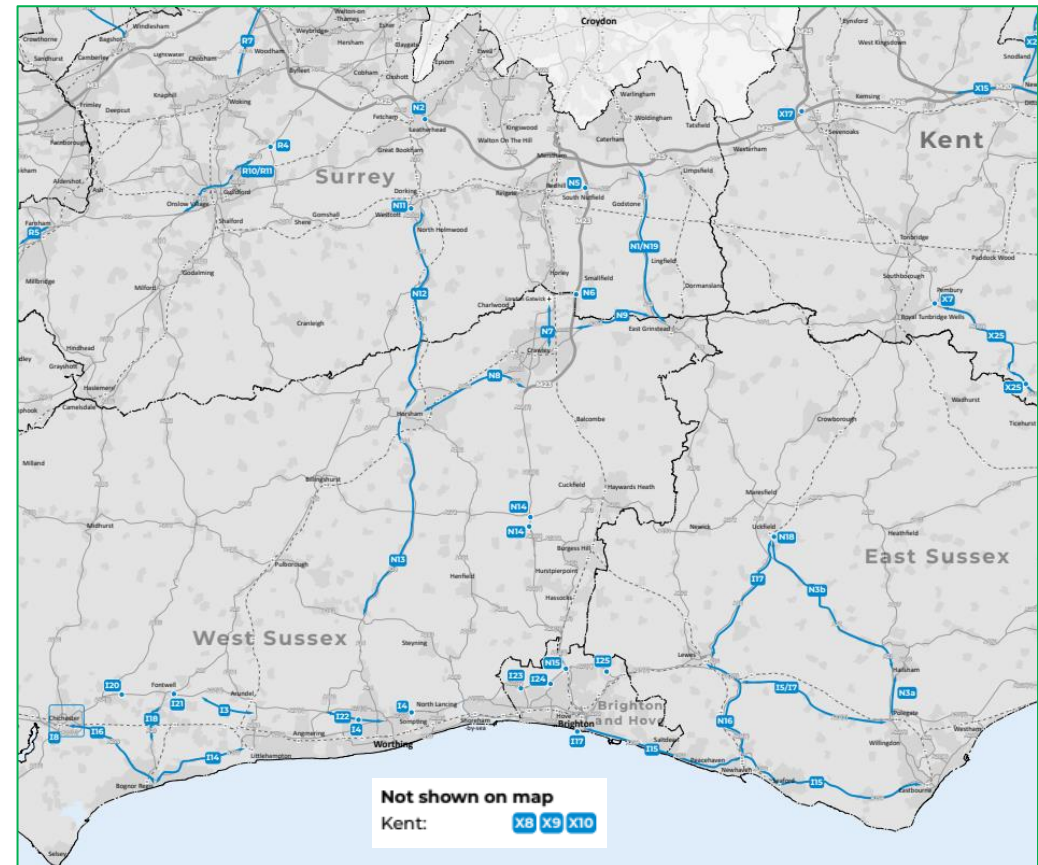 Croydon
Walton-on-Thames
Eynsford
Windlesham
Weybridge
Esher
Crowthorne
Bagshot
Hersham
Claygate
Ewell
West Kingsdown
Sandhurst
Camberley
Lightwater
Chobham
R7
Woodham
Epsom
Snodland
Byfleet
Cobham
Oxshott
Knaphill
Warlingham
Kemsing
X15
Frimley
Deepcut
Woking
N2
Fetcham
Kingswood
Woldingham
Tatsfield
X17
Leatherhead
Walton On The Hill
Caterham
Sevenoaks
Great Bookham
Merstham
Westerham
Kent
R4
Aldershot
Ash
R10/R11
Surrey
Limpsfield
Guildford
Dorking
Redhill
N5
Onslow Village
Reigate
South Nutfield
Godstone
Gomshall
Westcott
N11
Farnham
Shalford
Shere
North Holmwood
Tonbridge
R5
N1/N19
Paddock Wood
Godalming
Lingfield
Southborough
Millbridge
Milford
Horley
Smallfield
Pembury
N12
London Gatwick
N6
Dormansland
X7
Charlwood
Cranleigh
N9
Royal Tunbridge Wells
East Grinstead
N7
X25
Hindhead
Crawley
Grayshott
Haslemere
N8
X25
Camelsdale
Wadhurst
Horsham
Balcombe
Crowborough
Ticehurst
Milland
Billingshurst
Cuckfield
Haywards Heath
Maresfield
Midhurst
N14
N14
Newick
Uckfield
N18
Heathfield
Burgess Hill
East Sussex
Pulborough
N13
Hurstpierpoint
Henfield
I17
N3b
Hassocks
West Sussex
Steyning
Lewes
Hailsham
N15
I25
I20
Fontwell
I23
I24
I5/I7
N3a
I21
Arundel
I3
I4
North Lancing
Polegate
Chichester
I18
I22
Sompting
Shoreham-by-sea
Hove
Brighton and Hove
N16
I8
I16
Angmering
I4
Brighton
Willingdon
Westham
Worthing
I17
Saltdean
I14
Littlehampton
I15
Peacehaven
Newhaven
Bognor Regis
Seaford
I15
Eastbourne
Selsey
Not shown on map
Kent: X8 X9 X10